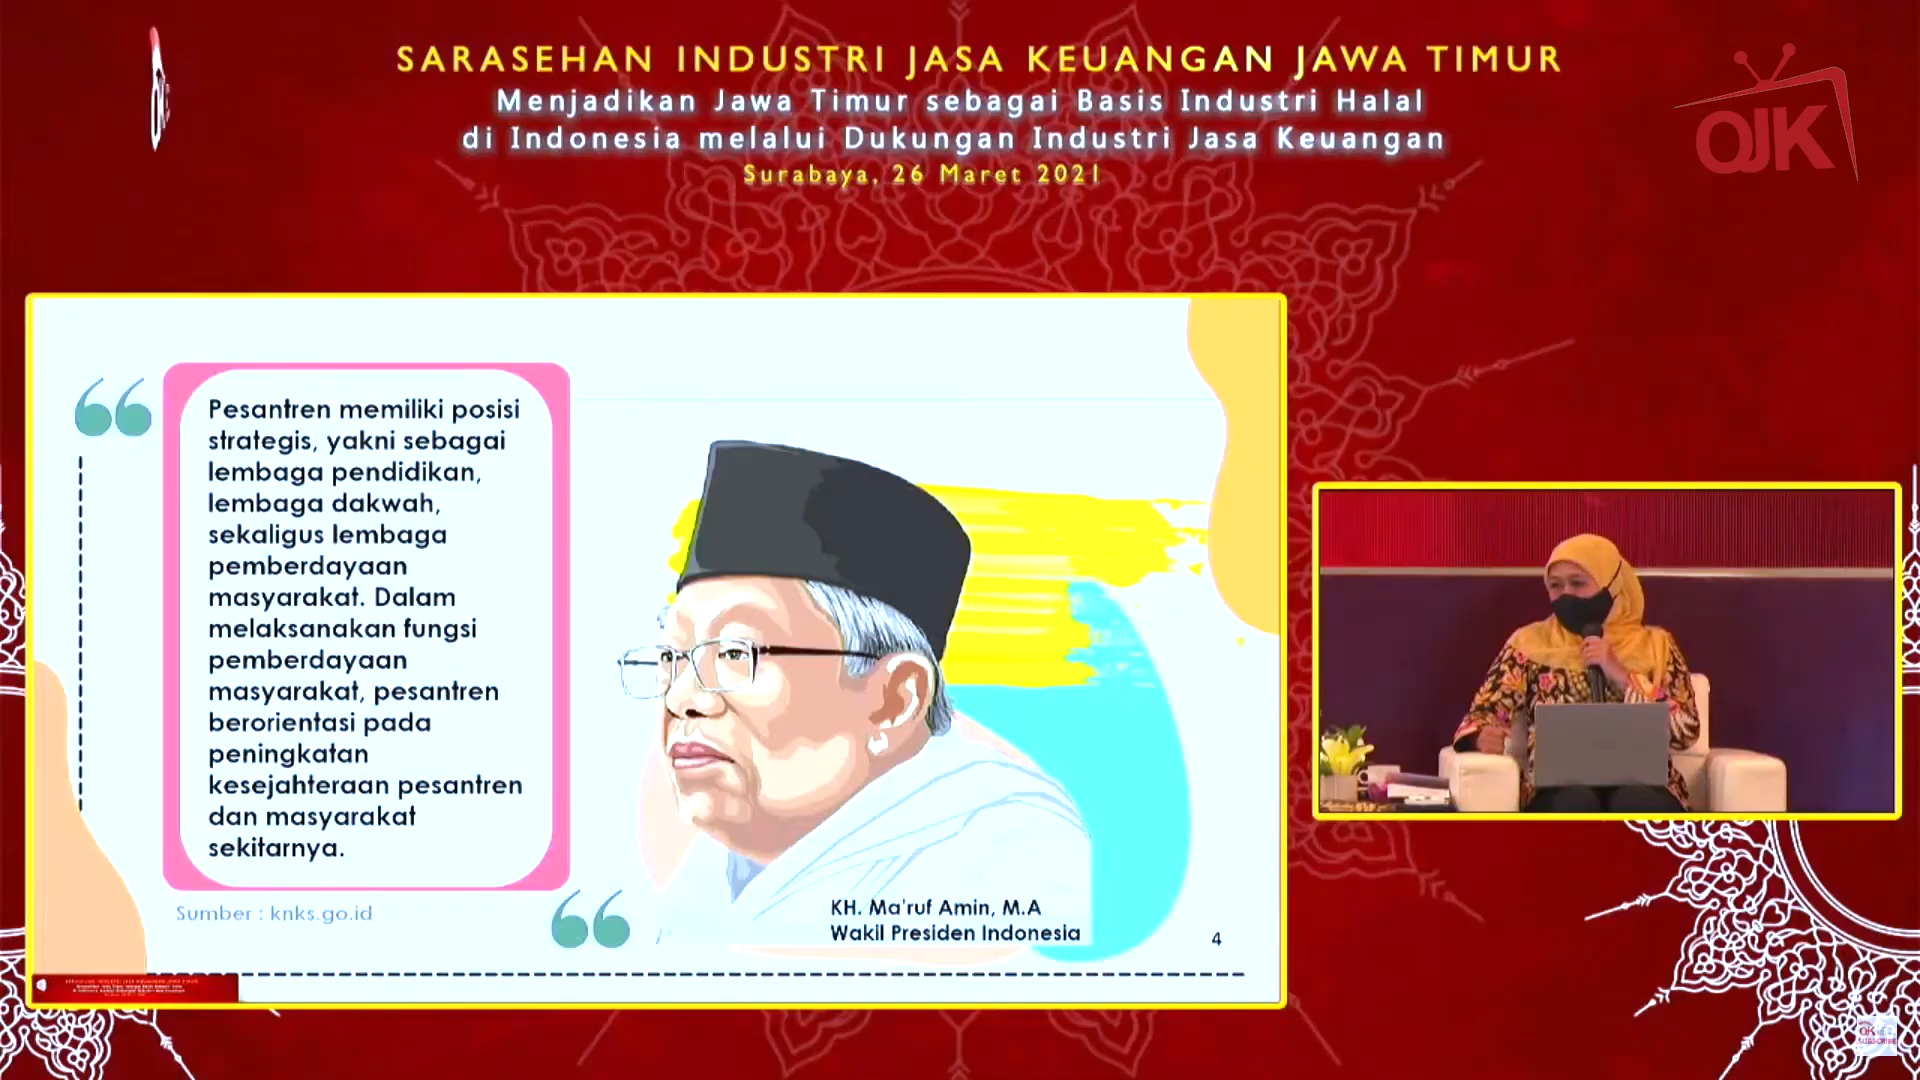 SARASEHAN INDUSTRI JASA KEUANGAN JAWA TIMUR
Menjadikan Jawa Timur sebagai Basis Industri Halal
di Indonesia melalui Dukungan Industri Jasa Keuangan
Surabaya, 26 Maret 2021
OJK
Pesantren memiliki posisi
strategis, yakni sebagai
lembaga pendidikan,
lembaga dakwah,
sekaligus lembaga
pemberdayaan
masyarakat. Dalam
melaksanakan fungsi
pemberdayaan
masyarakat, pesantren
berorientasi pada
peningkatan
kesejahteraan pesantren
dan masyarakat
sekitarnya.
Sumber : knks.go.id
KH. Ma'ruf Amin, M.A
Wakil Presiden Indonesia
4
SUBSCRIBE